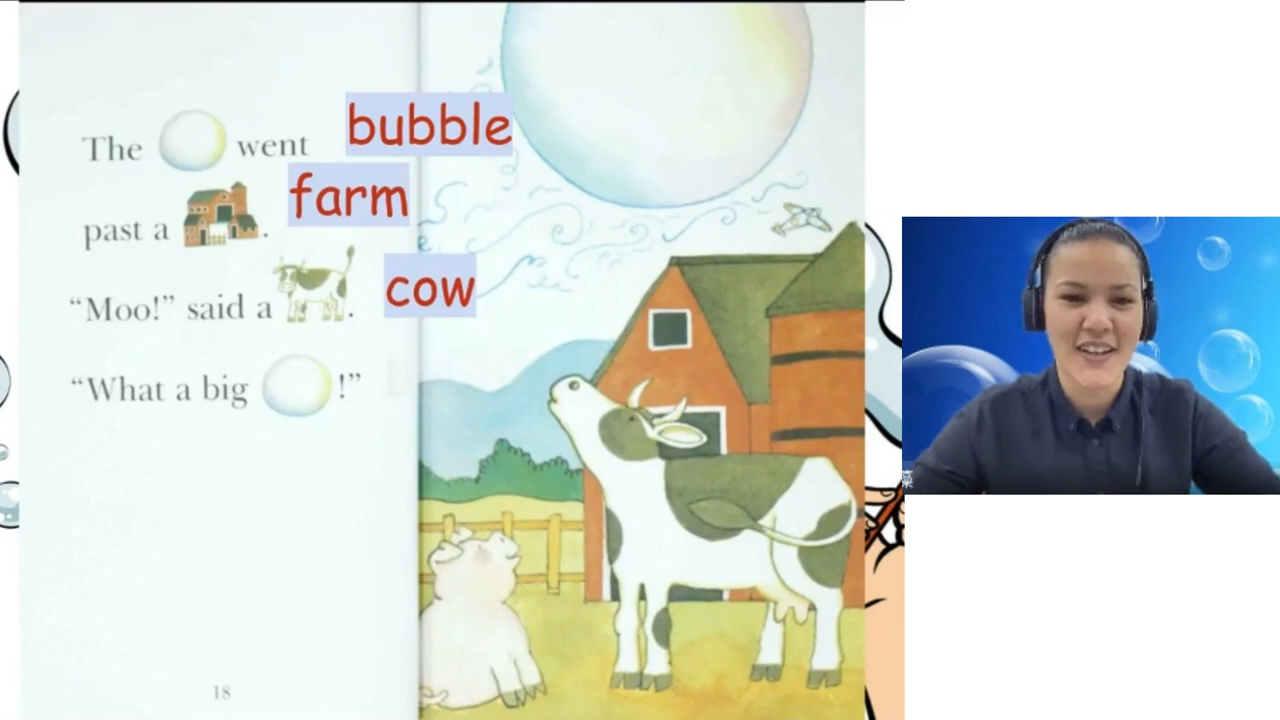 The went bubble
past a . farm
“Moo!” said a . cow
“What a big !”
18